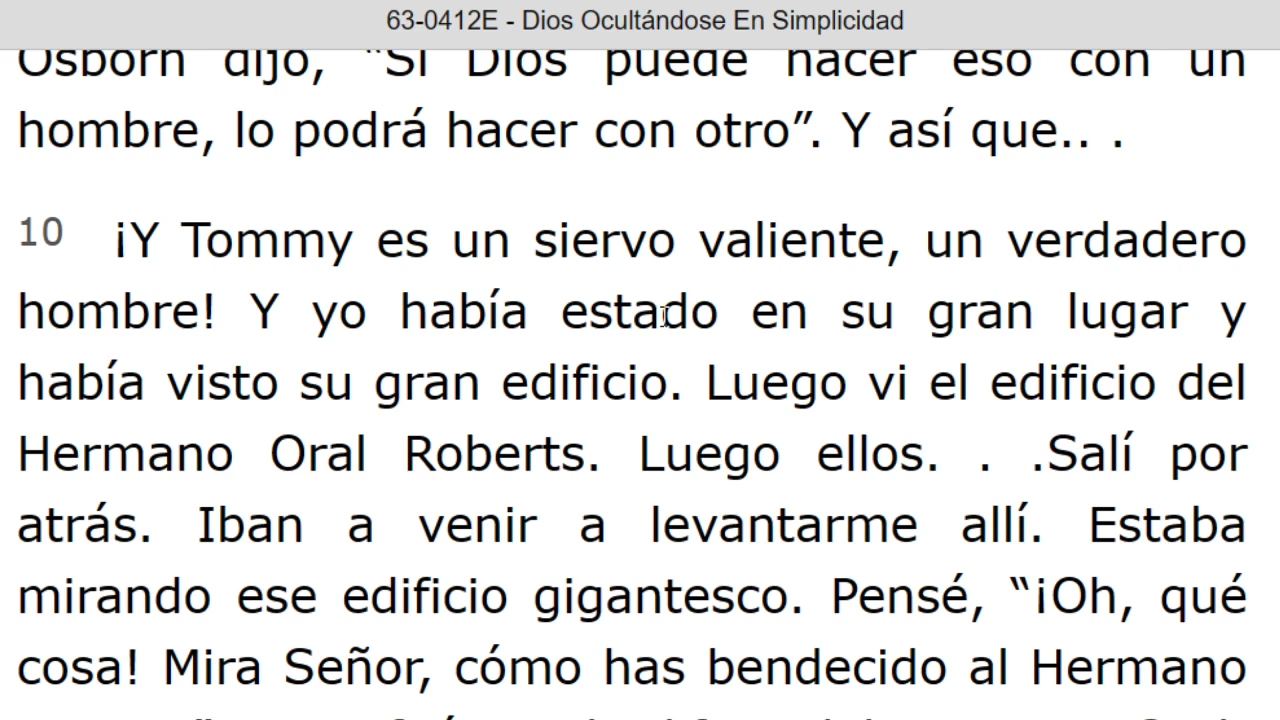 63-0412E - Dios Ocultándose En Simplicidad
Osborn dijo, “Si Dios puede hacer eso con un
hombre, lo podrá hacer con otro”. Y así que.. .
10 ¡Y Tommy es un siervo valiente, un verdadero
hombre! Y yo había estado en su gran lugar y
había visto su gran edificio. Luego vi el edificio del
Hermano Oral Roberts. Luego ellos. . .Salí por
atrás. Iban a venir a levantarme allí. Estaba
mirando ese edificio gigantesco. Pensé, “¡Oh, qué
cosa! Mira Señor, cómo has bendecido al Hermano